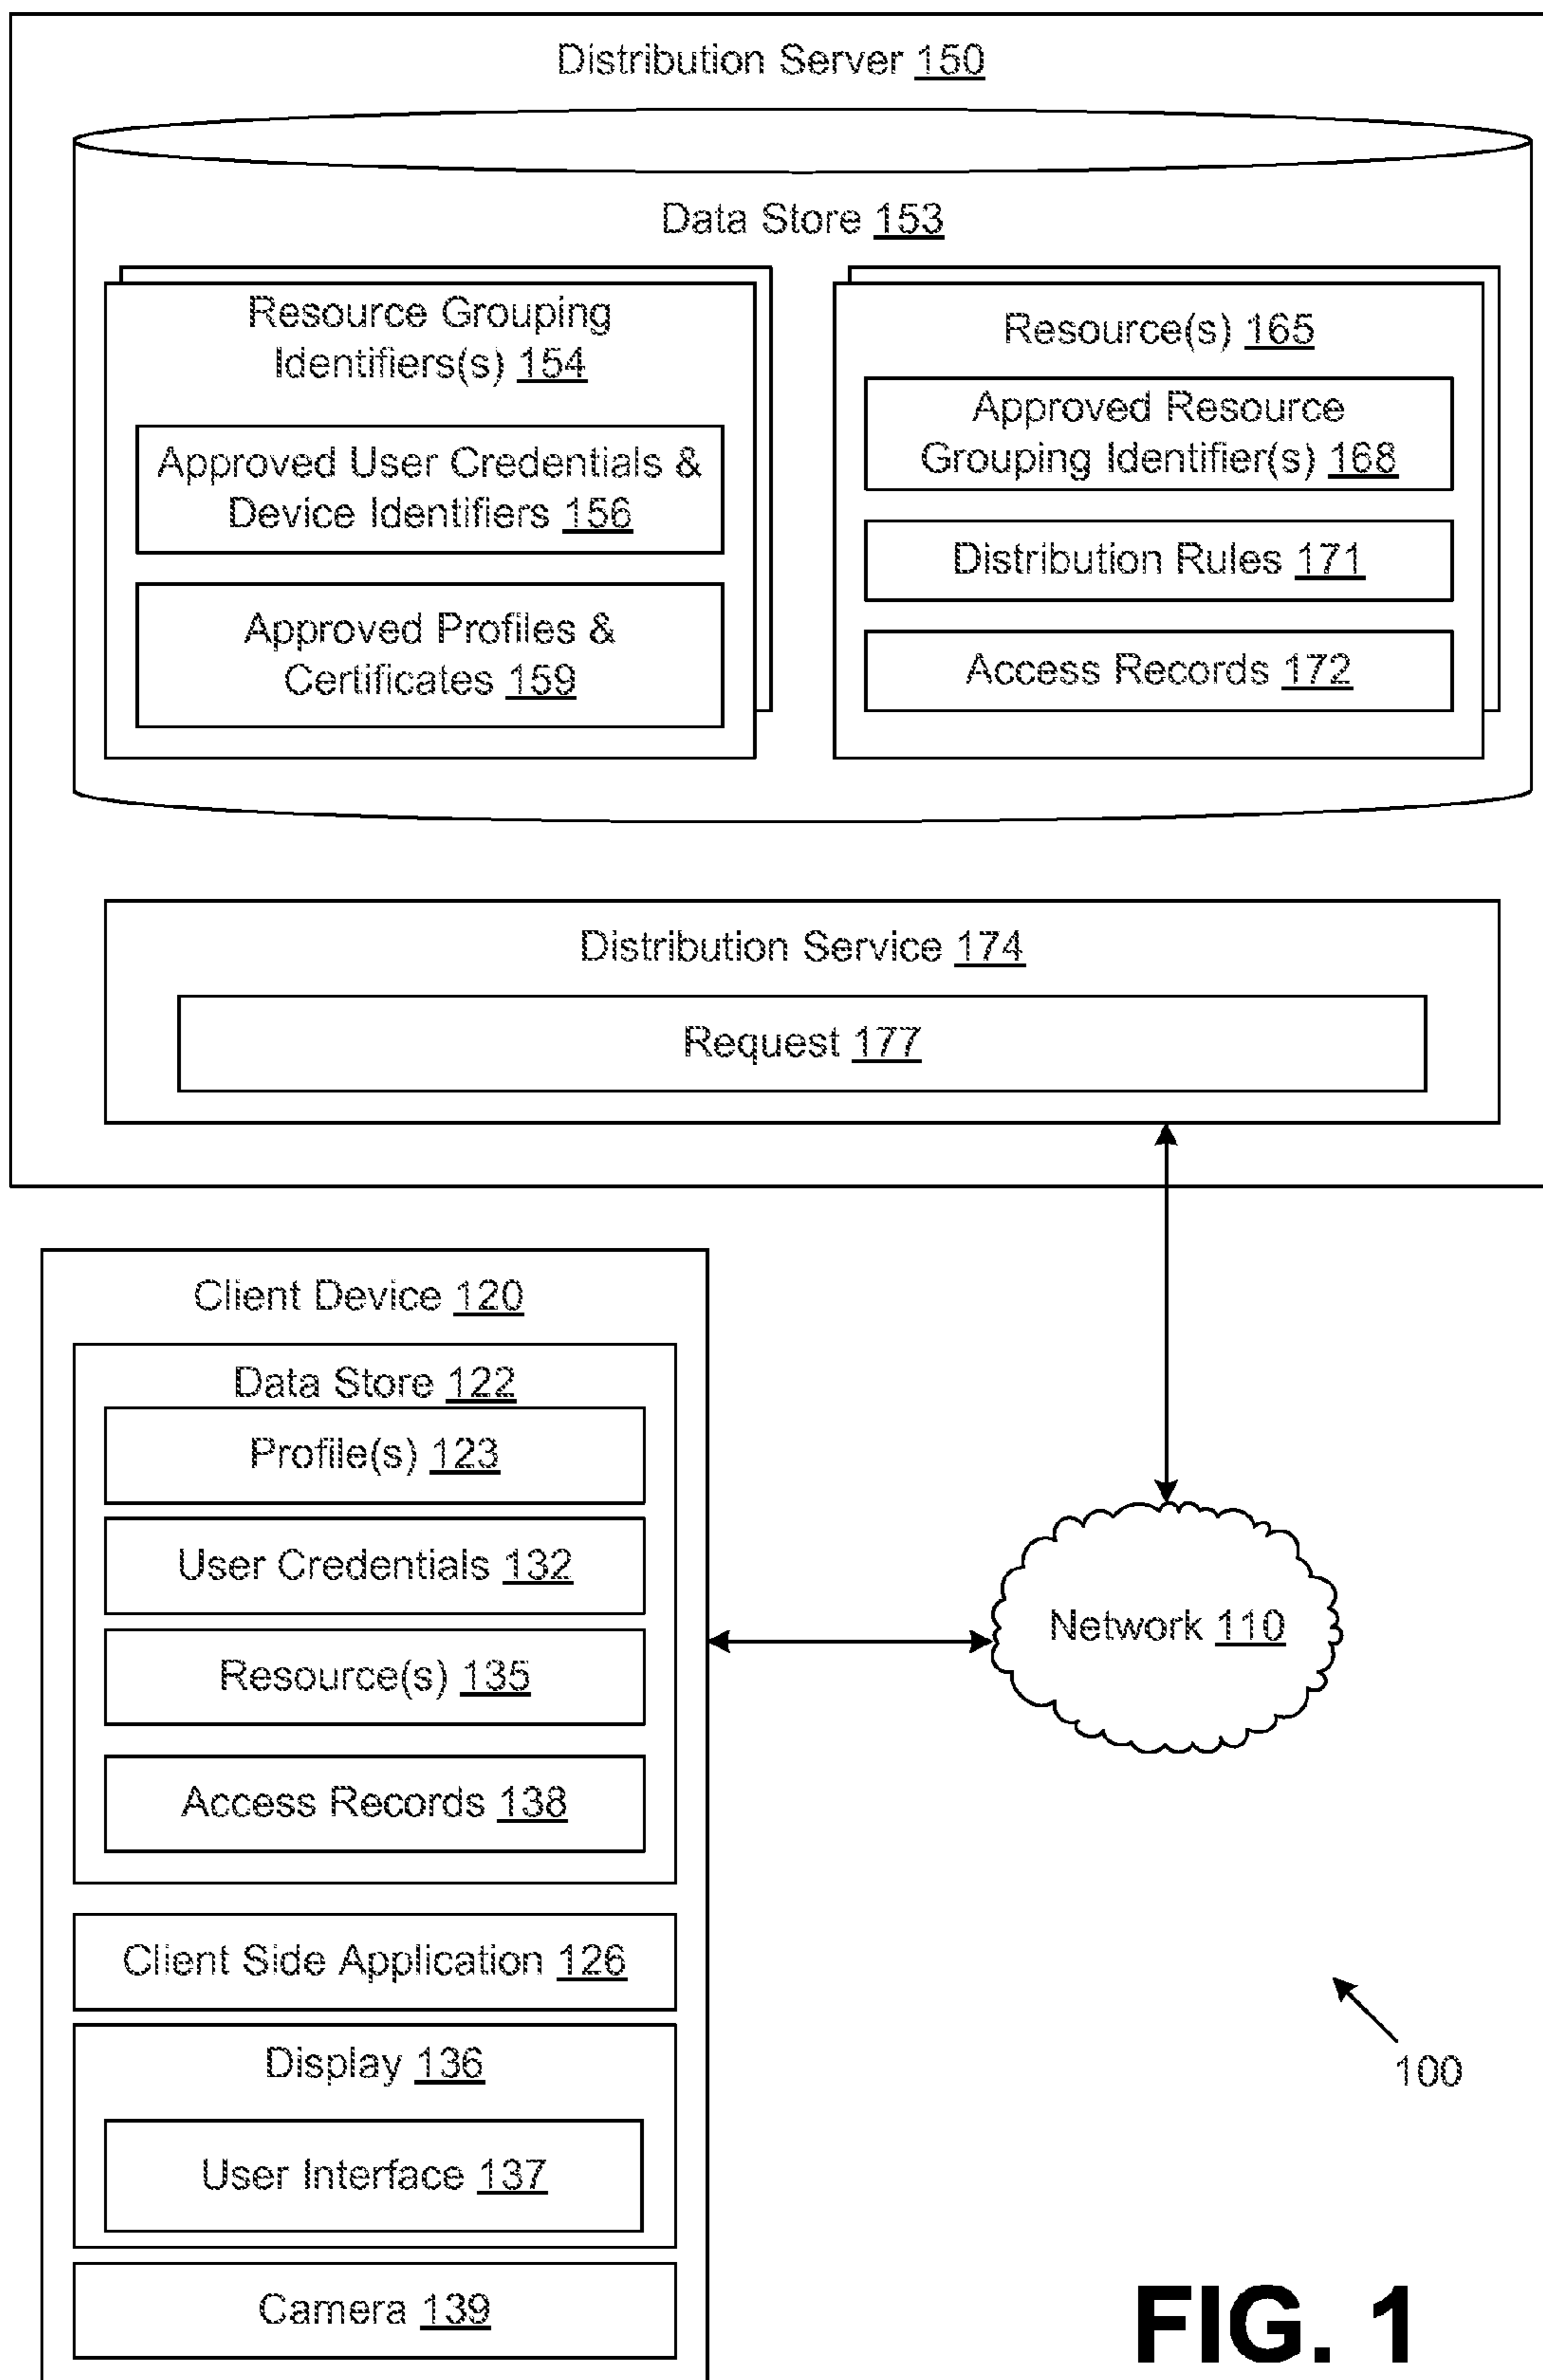 Distribution Server 150
Data Store 153
Resource Grouping
Identifiers(s) 154
Approved User Credentials &
Device Identifiers 156
Approved Profiles &
Certificates 159
Resource(s) 165
Approved Resource
Grouping Identifier(s) 168
Distribution Rules 171
Access Records 172
Distribution Service 174
Request 177
Client Device 120
Data Store 122
Profile(s) 123
User Credentials 132
Resource(s) 135
Access Records 138
Client Side Application 126
Display 136
User Interface 137
Camera 139
Network 110
100
FIG. 1